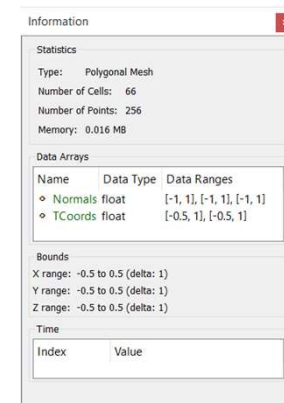 Information
Statistics
Type: Polygonal Mesh
Number of Cells: 66
Number of Points: 256
Memory: 0.016 MB
Data Arrays
Name Data Type Data Ranges
Normals float [-1, 1], [-1, 1], [-1, 1]
TCoords float [-0.5, 1], [-0.5, 1]
Bounds
X range: -0.5 to 0.5 (delta: 1)
Y range: -0.5 to 0.5 (delta: 1)
Z range: -0.5 to 0.5 (delta: 1)
Time
Index Value